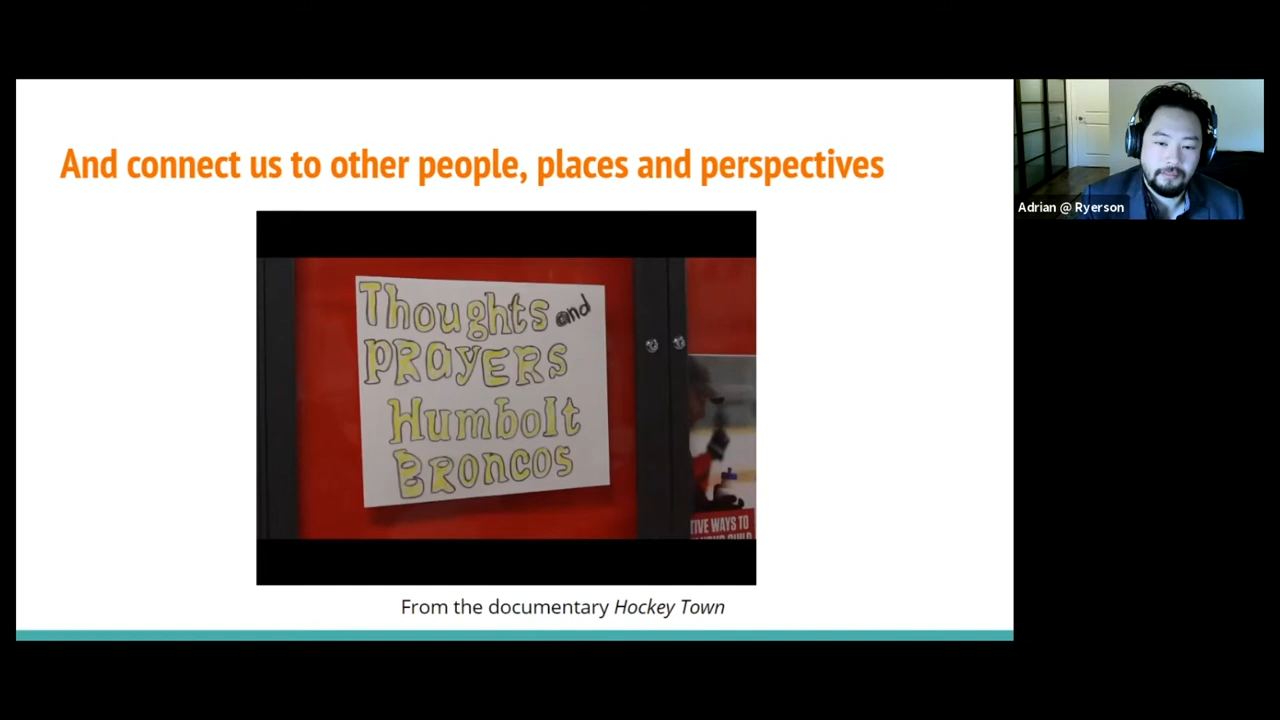 And connect us to other people, places and perspectives
Thoughts and
PRAYERS
Humbolt
BRONCOS
TIVE WAYS TO
From the documentary Hockey Town
Adrian @ Ryerson